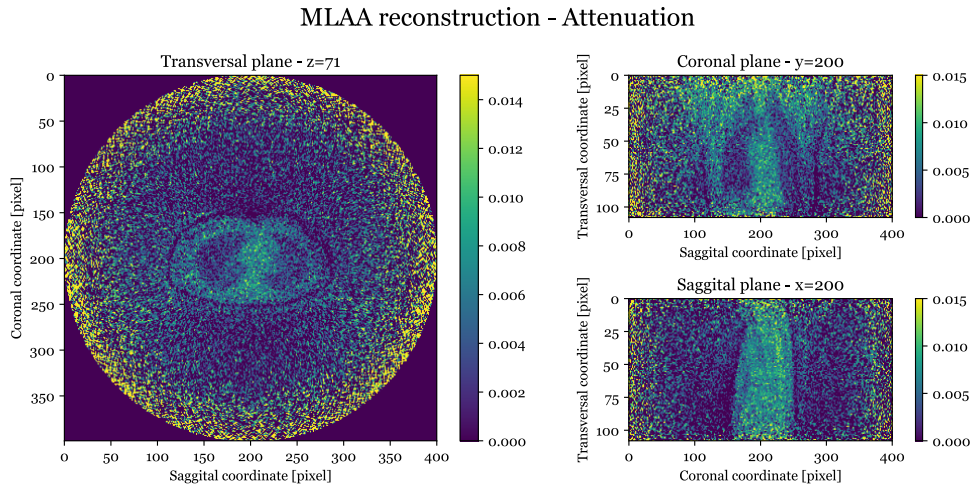 MLAA reconstruction - Attenuation
Transversal plane - z=71
0
50
100
150
200
250
300
350
Coronal coordinate [pixel]
0 50 100 150 200 250 300 350 400
Saggital coordinate [pixel]
0.014
0.012
0.010
0.008
0.006
0.004
0.002
0.000
Coronal plane - y=200
0
25
50
75
100
Transversal coordinate [pixel]
0 100 200 300 400
Saggital coordinate [pixel]
0.015
0.010
0.005
0.000
Saggital plane - x=200
0
25
50
75
100
Transversal coordinate [pixel]
0 100 200 300 400
Coronal coordinate [pixel]
0.015
0.010
0.005
0.000